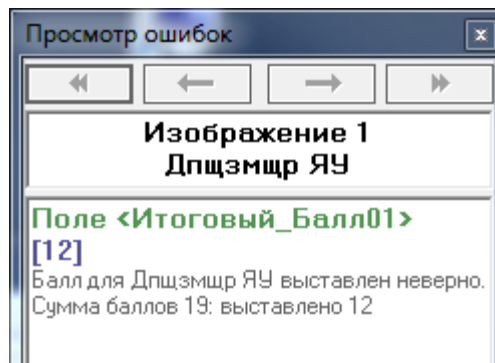 Просмотр ошибок
Изображение 1
Дпщзмщр ЯУ
Поле <Итоговый_Балл01>
[12]
Балл для Дпщзмщр ЯУ выставлен неверно.
Сумма баллов 19: выставлено 12